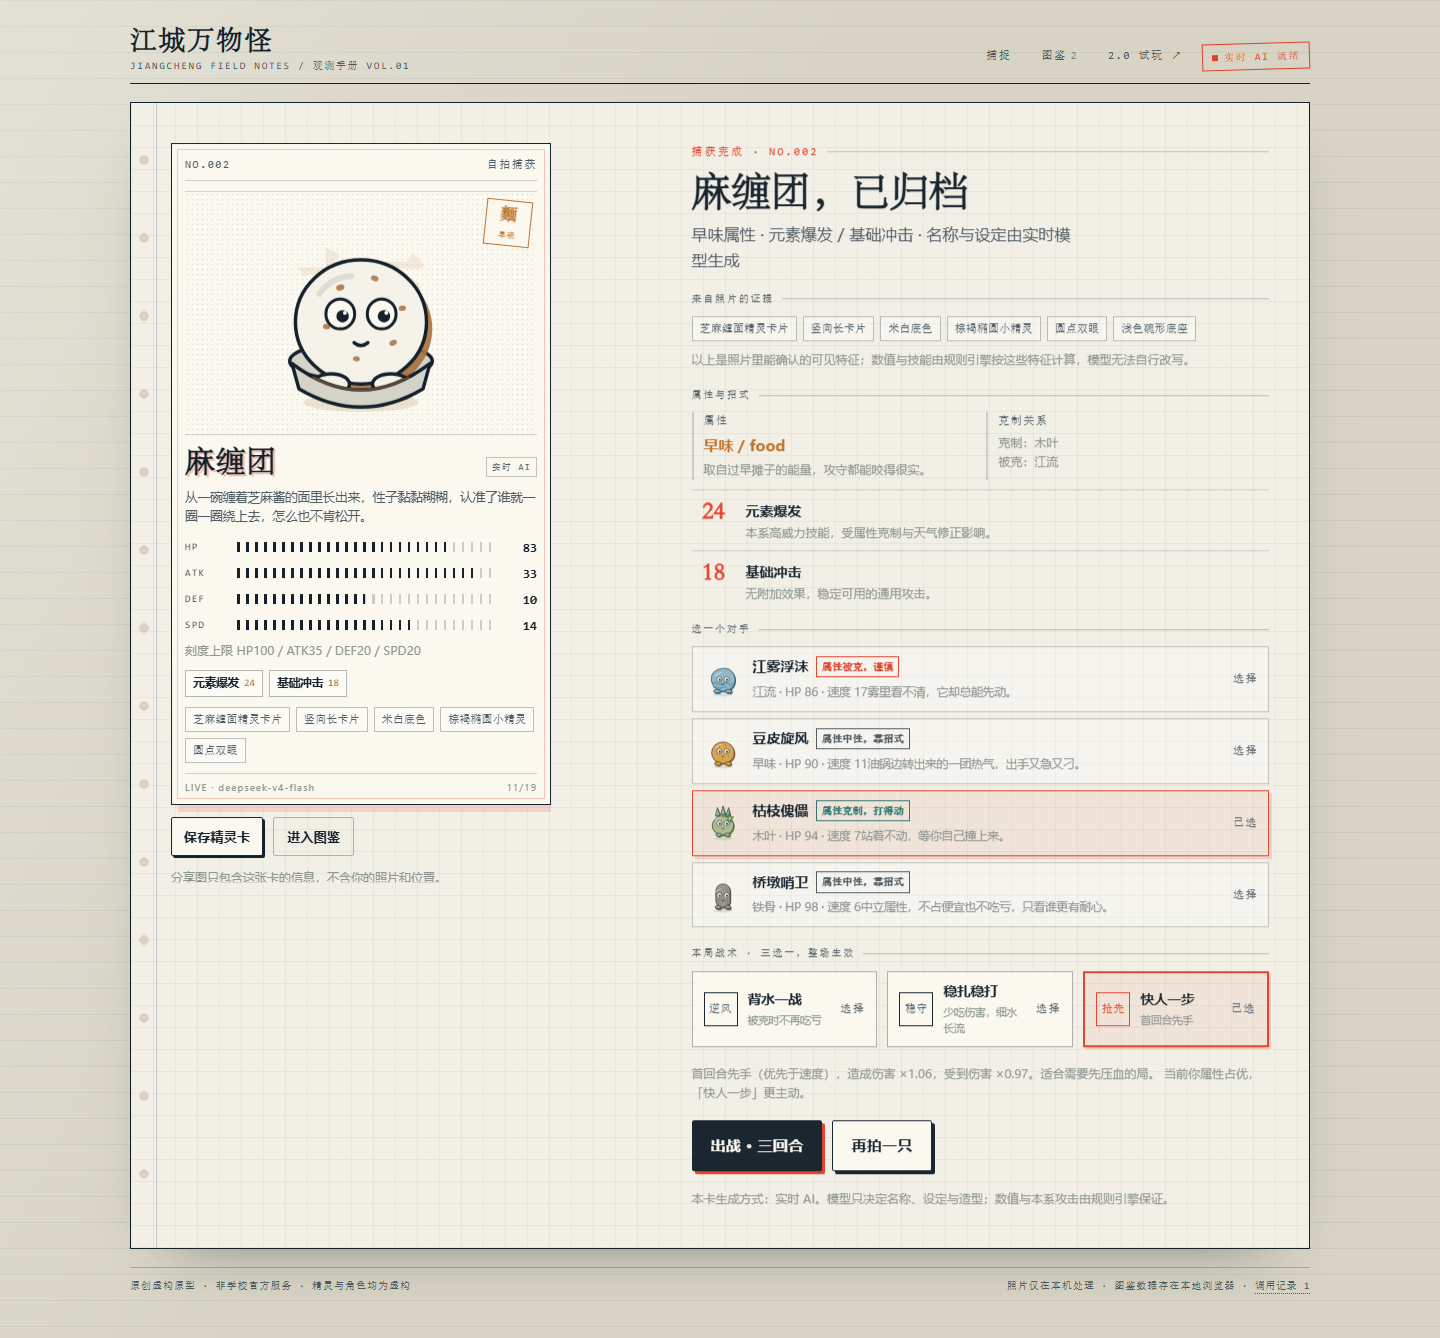 江城万物怪
JIANGCHENG FIELD NOTES / 观测手册 VOL.01
捕捉
图鉴 2
2.0 试玩 ↗
实时 AI 就绪
NO.002
自拍捕获
早味
麻缠团
实时 AI
从一碗缠着芝麻酱的面里长出来，性子黏黏糊糊，认准了谁就一
圈一圈绕上去，怎么也不肯松开。
HP 83
ATK 33
DEF 10
SPD 14
刻度上限 HP100 / ATK35 / DEF20 / SPD20
元素爆发 24
基础冲击 18
芝麻缠面精灵卡片
竖向长卡片
米白底色
棕褐椭圆小精灵
圆点双眼
LIVE · deepseek-v4-flash
11/19
保存精灵卡
进入图鉴
分享图只包含这张卡的信息，不含你的照片和位置。
捕获完成 · NO.002
麻缠团，已归档
早味属性 · 元素爆发 / 基础冲击 · 名称与设定由实时模
型生成
来自照片的证据
芝麻缠面精灵卡片
竖向长卡片
米白底色
棕褐椭圆小精灵
圆点双眼
浅色碗形底座
以上是照片里能确认的可见特征；数值与技能由规则引擎按这些特征计算，模型无法自行改写。
属性与招式
属性
早味 / food
取自过早摊子的能量，攻守都能咬得很实。
克制关系
克制：木叶
被克：江流
24 元素爆发
本系高威力技能，受属性克制与天气修正影响。
18 基础冲击
无附加效果，稳定可用的通用攻击。
选一个对手
江雾浮沫 属性被克，谨慎
江流 · HP 86 · 速度 17雾里看不清，它却总能先动。
选择
豆皮旋风 属性中性，靠招式
早味 · HP 90 · 速度 11油锅边转出来的一团热气，出手又急又刁。
选择
枯枝傀儡 属性克制，打得动
木叶 · HP 94 · 速度 7站着不动，等你自己撞上来。
已选
桥墩哨卫 属性中性，靠招式
铁骨 · HP 98 · 速度 6中立属性，不占便宜也不吃亏，只看谁更有耐心。
选择
本局战术 · 三选一，整场生效
逆风
背水一战
被克时不再吃亏
选择
稳守
稳扎稳打
少吃伤害，细水
长流
选择
抢先
快人一步
首回合先手
已选
首回合先手（优先于速度），造成伤害 ×1.06，受到伤害 ×0.97。适合需要先压血的局。 当前你属性占优，
「快人一步」更主动。
出战 · 三回合
再拍一只
本卡生成方式：实时 AI。模型只决定名称、设定与造型；数值与本系攻击由规则引擎保证。
原创虚构原型 · 非学校官方服务 · 精灵与角色均为虚构
照片仅在本机处理 · 图鉴数据存在本地浏览器 · 调用记录 1